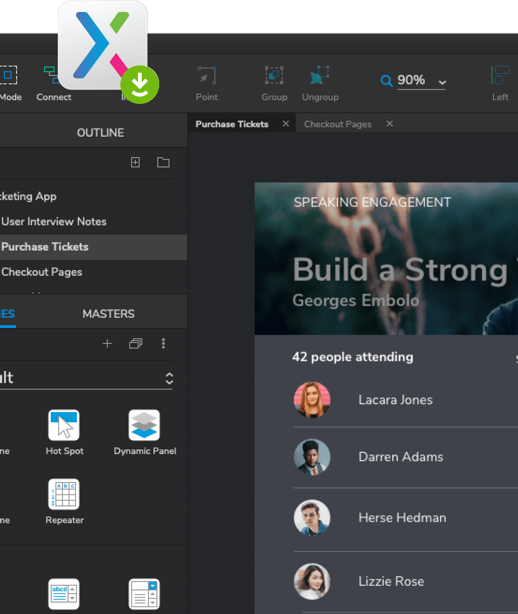 Mode Connect Point Group Ungroup 90% Left
OUTLINE
Purchase Tickets Checkout Pages
keting App
User Interview Notes
Purchase Tickets
Checkout Pages
ES MASTERS
ult
ne Hot Spot Dynamic Panel
me Repeater
SPEAKING ENGAGEMENT
Build a Strong
Georges Embolo
42 people attending
Lacara Jones
Darren Adams
Herse Hedman
Lizzie Rose